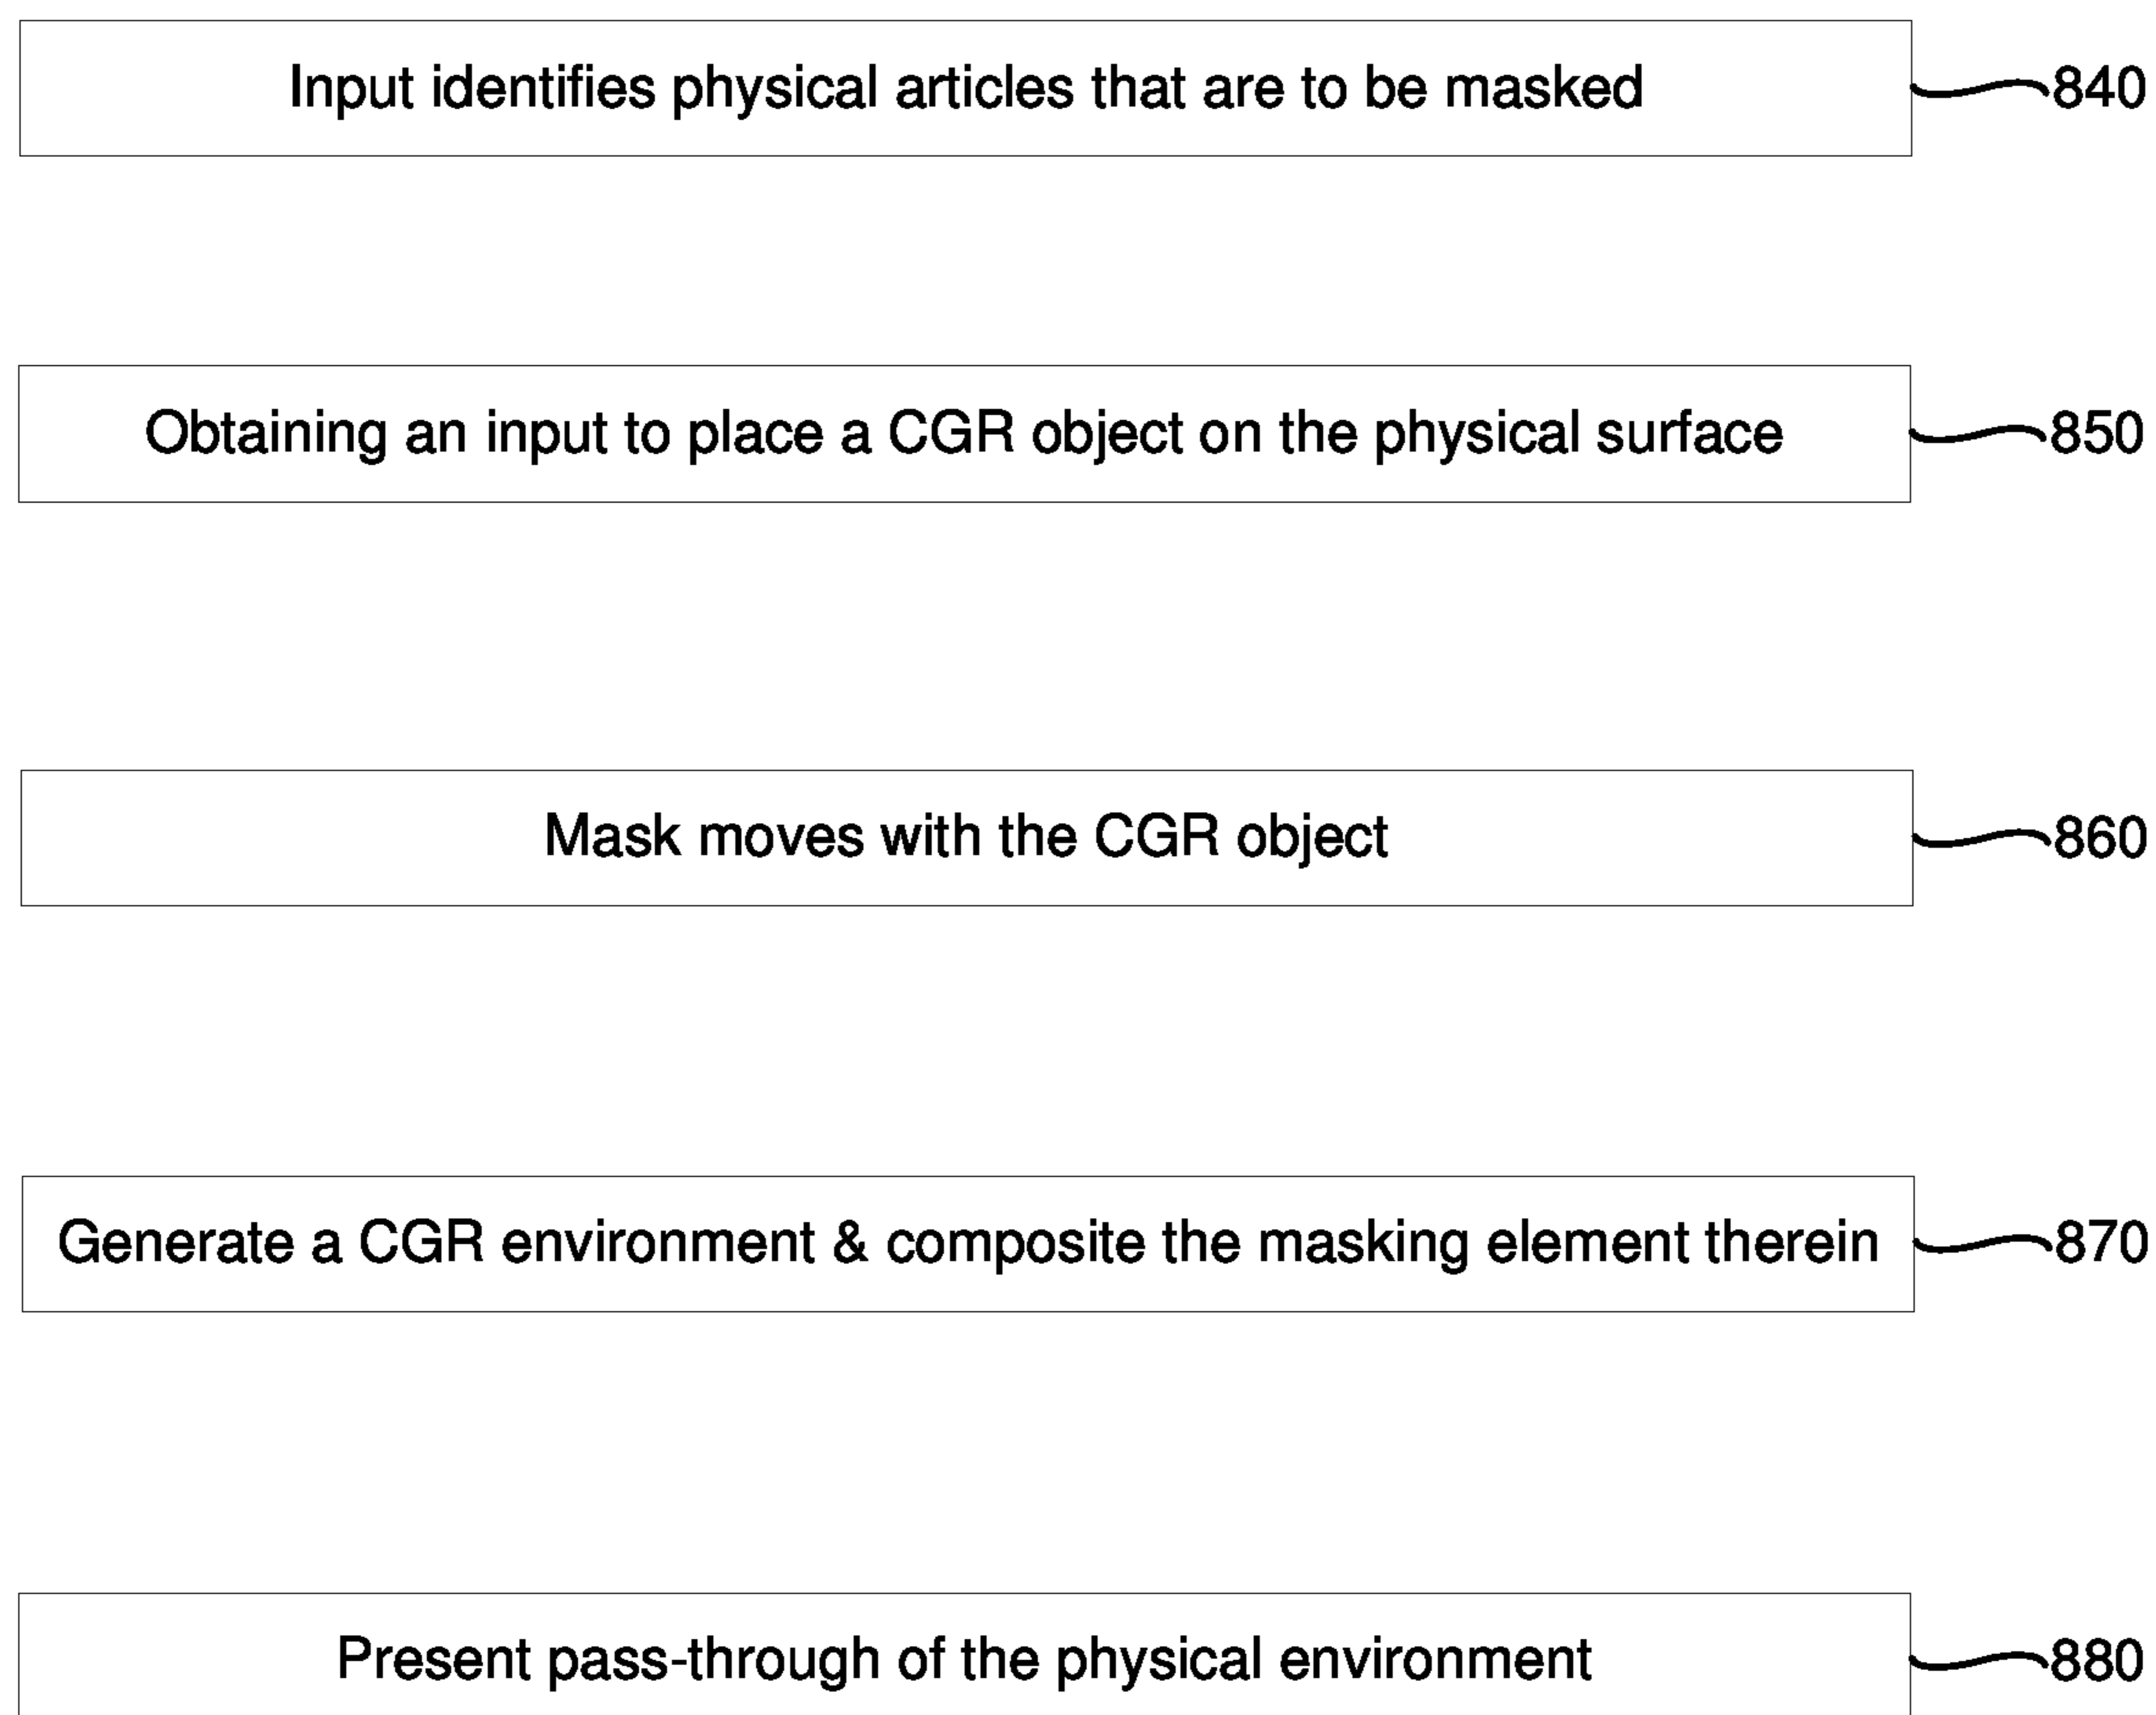 Input identifies physical articles that are to be masked 840
Obtaining an input to place a CGR object on the physical surface 850
Mask moves with the CGR object 860
Generate a CGR environment & composite the masking element therein 870
Present pass-through of the physical environment 880